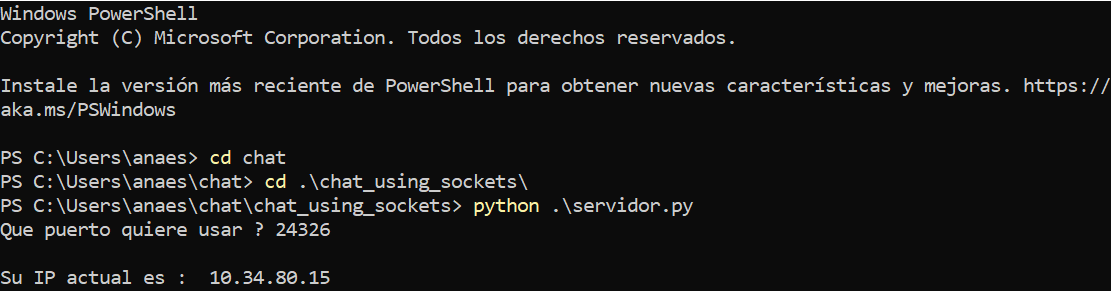 Windows PowerShell
Copyright (C) Microsoft Corporation. Todos los derechos reservados.
Instale la versión más reciente de PowerShell para obtener nuevas características y mejoras. https://
aka.ms/PSWindows
PS C:\Users\anaes> cd chat
PS C:\Users\anaes\chat> cd .\chat_using_sockets\
PS C:\Users\anaes\chat\chat_using_sockets> python .\servidor.py
Que puerto quiere usar ? 24326
Su IP actual es :  10.34.80.15